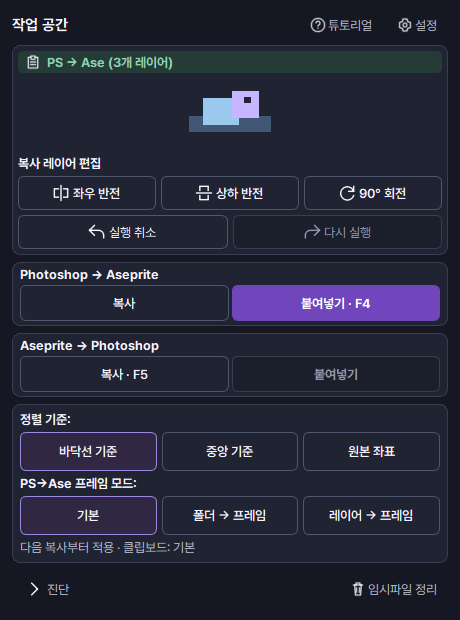 작업 공간 튜토리얼 설정
PS → Ase (3개 레이어)
복사 레이어 편집
좌우 반전 상하 반전 90° 회전
실행 취소 다시 실행
Photoshop → Aseprite
복사 붙여넣기 · F4
Aseprite → Photoshop
복사 · F5 붙여넣기
정렬 기준:
바닥선 기준 중앙 기준 원본 좌표
PS→Ase 프레임 모드:
기본 폴더 → 프레임 레이어 → 프레임
다음 복사부터 적용 · 클립보드: 기본
진단 임시파일 정리